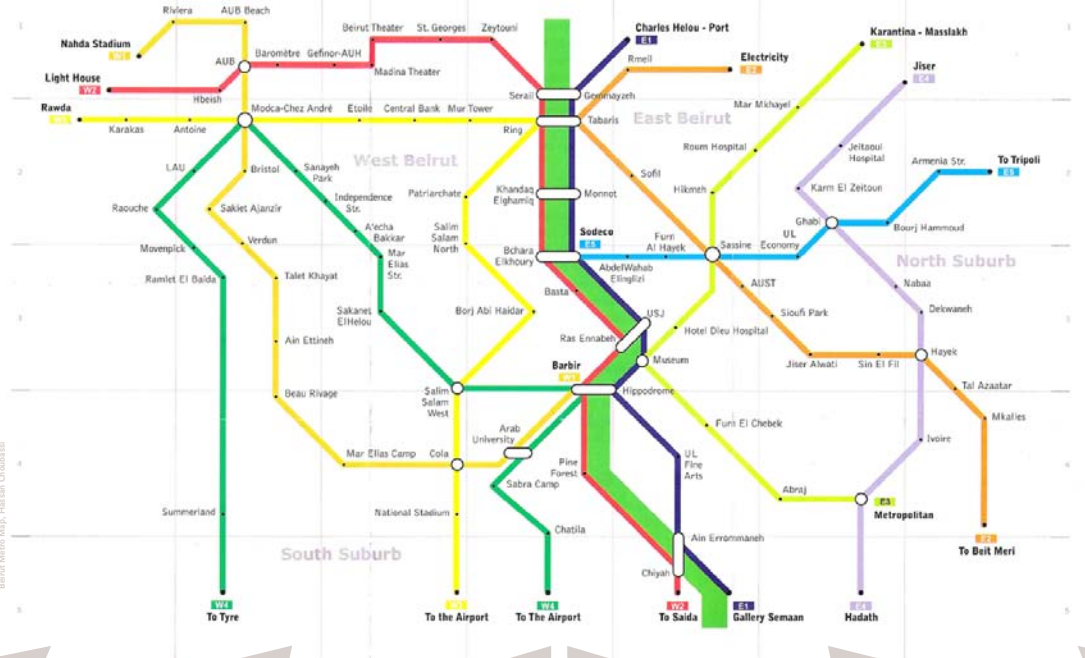 Riviera
AUB Beach
Beirut Theater
St. Georges
Zeytouni
Charles Helou - Port
E1
Karantina - Masslakh
E3
Nahda Stadium
W1
Baromètre
Gefinor-AUH
AUB
Madina Theater
Rmeil
Electricity
E2
Jiser
E4
Light House
W2
Hbeish
Serail
Gemmayzeh
Mar Mkhayel
Rawda
W3
Modca-Chez André
Etoile
Central Bank
Mur Tower
Karakas
Antoine
Ring
Tabaris
East Beirut
Roum Hospital
Jeitaoui
Hospital
West Beirut
LAU
Bristol
Sanayeh
Park
Sofil
Armenia Str.
To Tripoli
E5
Patriarchate
Khandaq
Elghamiq
Monnot
Hikmeh
Karm El Zeitoun
Independence
Str.
Raouche
Sakiet Ajanzir
A'echa
Bakkar
Salim
Salam
North
Sodeco
E5
Furn
Al Hayek
Sassine
UL
Economy
Ghabi
Bourj Hammoud
Movenpick
Verdun
Mar
Elias
Str.
Bchara
Elkhoury
AbdelWahab
Elinglizi
North Suburb
Ramlet El Baida
Talet Khayat
Basta
AUST
Nabaa
Sakanet
ElHelou
Borj Abi Haidar
USJ
Sioufi Park
Dekwaneh
Ain Ettineh
Ras Ennabeh
Hotel Dieu Hospital
Barbir
W1
Museum
Jiser Alwati
Sin El Fil
Hayek
Beau Rivage
Salim
Salam
West
Hippodrome
Tal Azaatar
Mkalles
Arab
University
Furn El Chebek
Ivoire
Mar Elias Camp
Cola
Pine
Forest
UL
Fine
Arts
Sabra Camp
Abraj
E3
Metropolitan
Summerland
National Stadium
Chatila
Ain Errommaneh
E2
To Beit Meri
South Suburb
Chiyah
W4
To Tyre
W3
To the Airport
W4
To The Airport
W2
To Saida
E1
Gallery Semaan
E4
Hadath
Beirut Metro Map, Hassan Choubassi